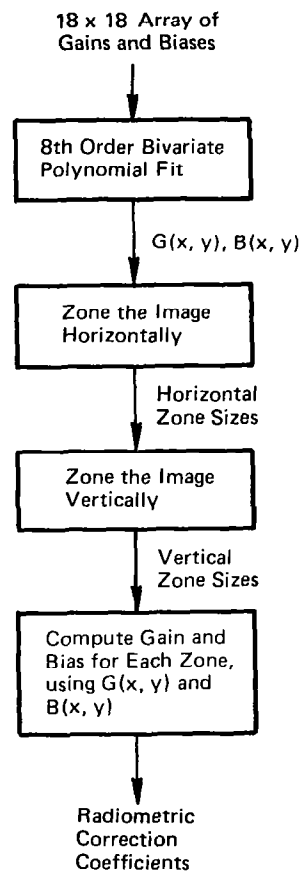 18 x 18 Array of
Gains and Biases
8th Order Bivariate
Polynomial Fit
G(x, y), B(x, y)
Zone the Image
Horizontally
Horizontal
Zone Sizes
Zone the Image
Vertically
Vertical
Zone Sizes
Compute Gain and
Bias for Each Zone,
using G(x, y) and
B(x, y)
Radiometric
Correction
Coefficients